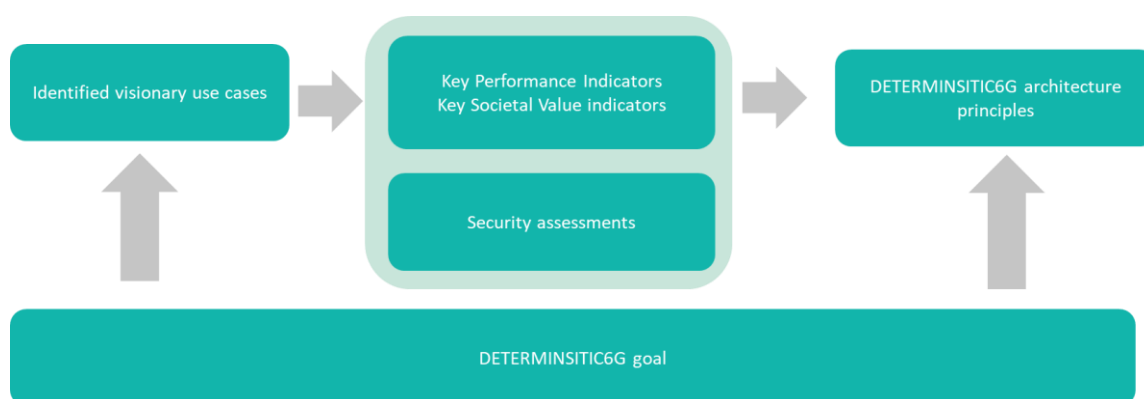 Identified visionary use cases
Key Performance Indicators
Key Societal Value indicators
Security assessments
DETERMINSITIC6G architecture
principles
DETERMINSITIC6G goal